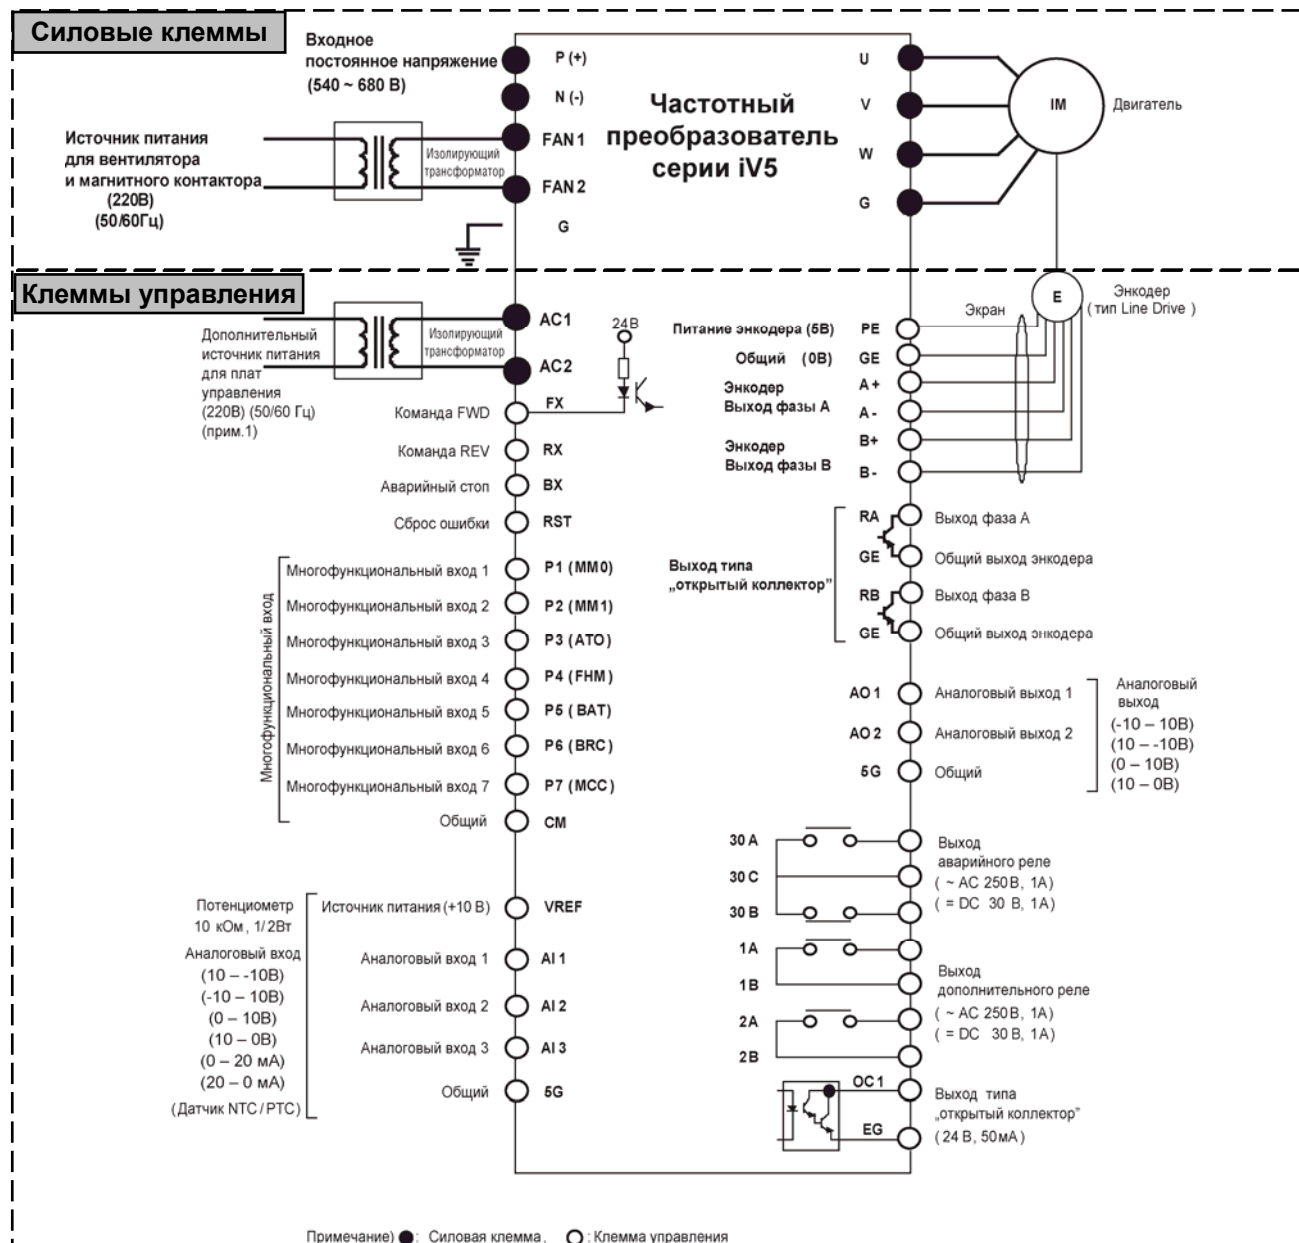 Силовые клеммы
Входное
постоянное напряжение
(540 ~ 680 В)
P (+)
N (-)
FAN 1
FAN 2
G
Источник питания
для вентилятора
и магнитного контактора
(220В)
(50/60Гц)
Изолирующий
трансформатор
Частотный
преобразователь
серии iV5
U
V
W
G
IM
Двигатель
Клеммы управления
Дополнительный
источник питания
для плат
управления
(220В) (50/60 Гц)
(прим.1)
Изолирующий
трансформатор
AC1
AC2
24В
Команда FWD
FX
Команда REV
RX
Аварийный стоп
BX
Сброс ошибки
RST
Многофункциональный вход
Многофункциональный вход 1
P1 (MM0)
Многофункциональный вход 2
P2 (MM1)
Многофункциональный вход 3
P3 (ATO)
Многофункциональный вход 4
P4 (FHM)
Многофункциональный вход 5
P5 ( BAT)
Многофункциональный вход 6
P6 (BRC)
Многофункциональный вход 7
P7 (MCC)
Общий
CM
Потенциометр
10 кОм, 1/2Вт
Аналоговый вход
(10 – -10В)
(-10 – 10В)
(0 – 10В)
(10 – 0В)
(0 – 20 мА)
(20 – 0 мА)
(Датчик NTC/PTC)
Источник питания (+10 В)
VREF
Аналоговый вход 1
AI 1
Аналоговый вход 2
AI 2
Аналоговый вход 3
AI 3
Общий
5G
E
Энкодер
( тип Line Drive )
Экран
Питание энкодера (5В)
PE
Общий (0В)
GE
Энкодер
Выход фазы А
A +
A -
Энкодер
Выход фазы В
B+
B -
Выход типа
„открытый коллектор”
RA
Выход фаза А
GE
Общий выход энкодера
RB
Выход фаза В
GE
Общий выход энкодера
AO 1
Аналоговый выход 1
AO 2
Аналоговый выход 2
5G
Общий
Аналоговый
выход
(-10 – 10В)
(10 – -10В)
(0 – 10В)
(10 – 0В)
30 A
30 C
30 B
Выход
аварийного реле
( ~ AC 250 В, 1А)
( = DC 30 В, 1А)
1A
1B
2A
2B
Выход
дополнительного реле
( ~ AC 250В, 1А)
( = DC 30 В, 1А)
OC 1
EG
Выход типа
„открытый коллектор”
( 24 В, 50мА)
Примечание) ●: Силовая клемма, ○: Клемма управления